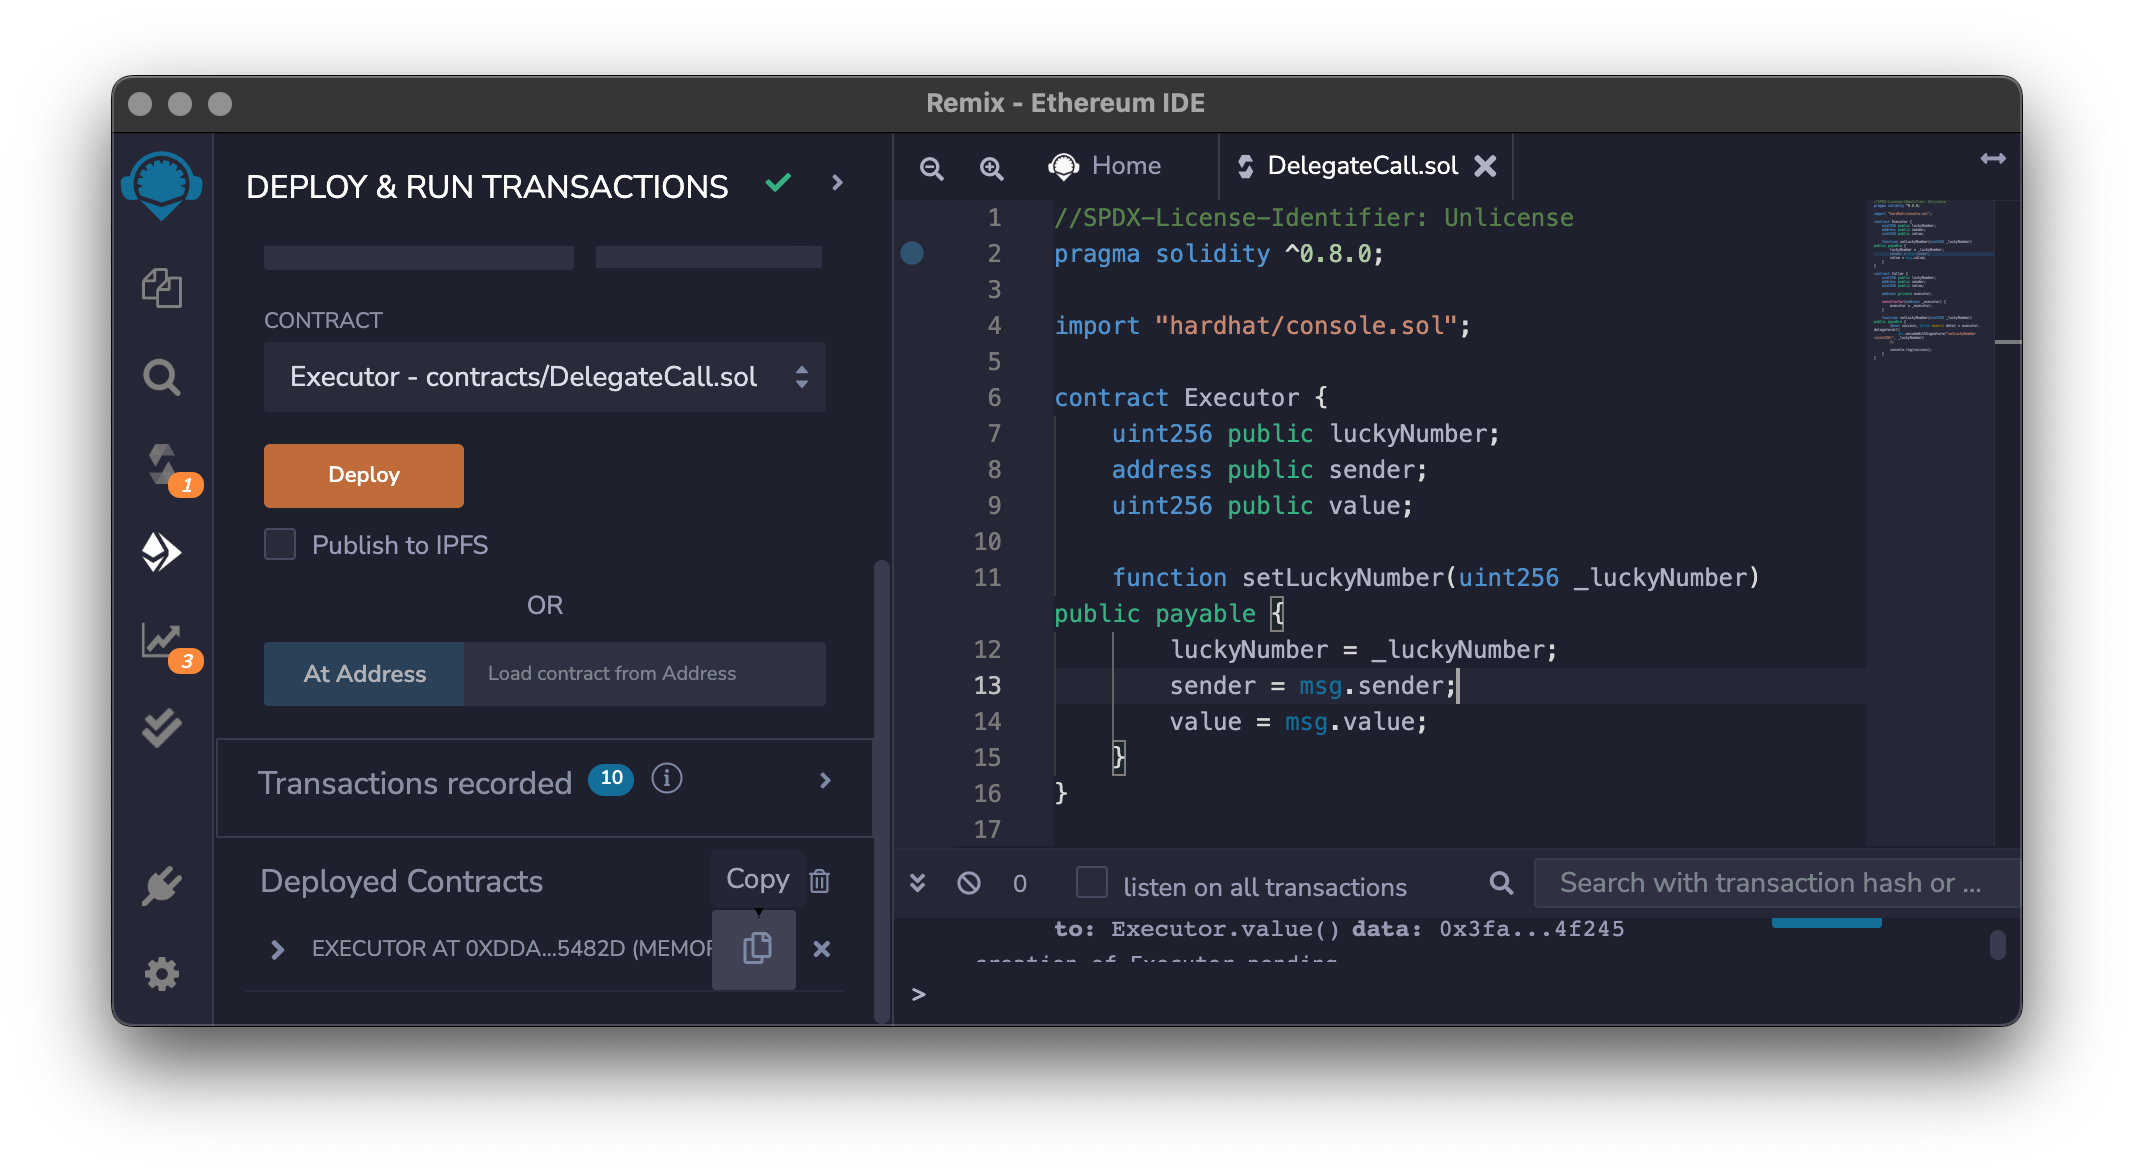 Remix - Ethereum IDE
DEPLOY & RUN TRANSACTIONS
CONTRACT
Executor - contracts/DelegateCall.sol
Deploy
Publish to IPFS
OR
At Address
Load contract from Address
Transactions recorded 10
Deployed Contracts
Copy
EXECUTOR AT 0XDDA...5482D (MEMOR
1
3
Home
DelegateCall.sol
1 //SPDX-License-Identifier: Unlicense
2 pragma solidity ^0.8.0;
3
4 import "hardhat/console.sol";
5
6 contract Executor {
7 uint256 public luckyNumber;
8 address public sender;
9 uint256 public value;
10
11 function setLuckyNumber(uint256 _luckyNumber)
public payable {
12 luckyNumber = _luckyNumber;
13 sender = msg.sender;
14 value = msg.value;
15 }
16 }
17
0
listen on all transactions
Search with transaction hash or ...
to: Executor.value() data: 0x3fa...4f245
creation of Executor pending
>